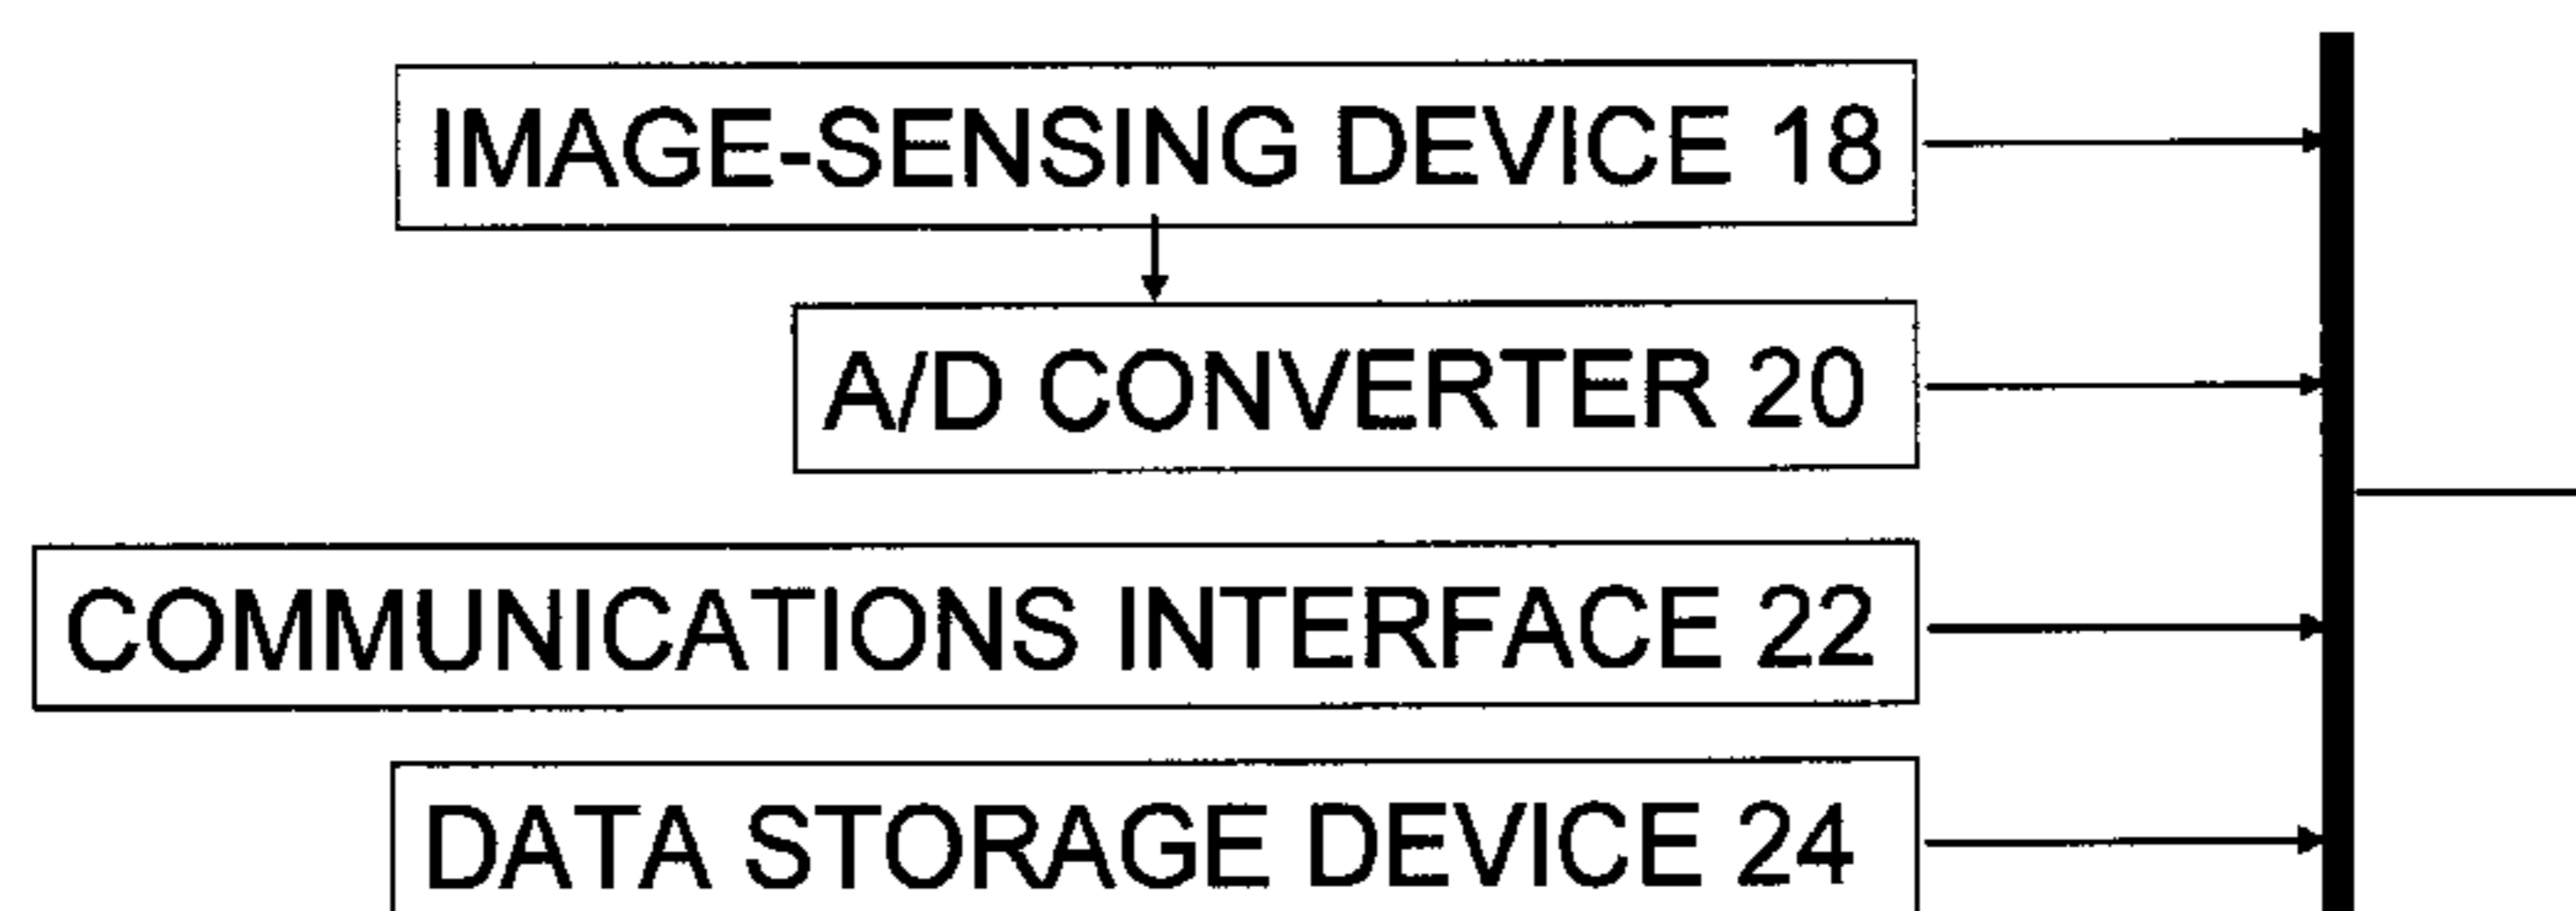 IMAGE-SENSING DEVICE 18
A/D CONVERTER 20
COMMUNICATIONS INTERFACE 22
DATA STORAGE DEVICE 24